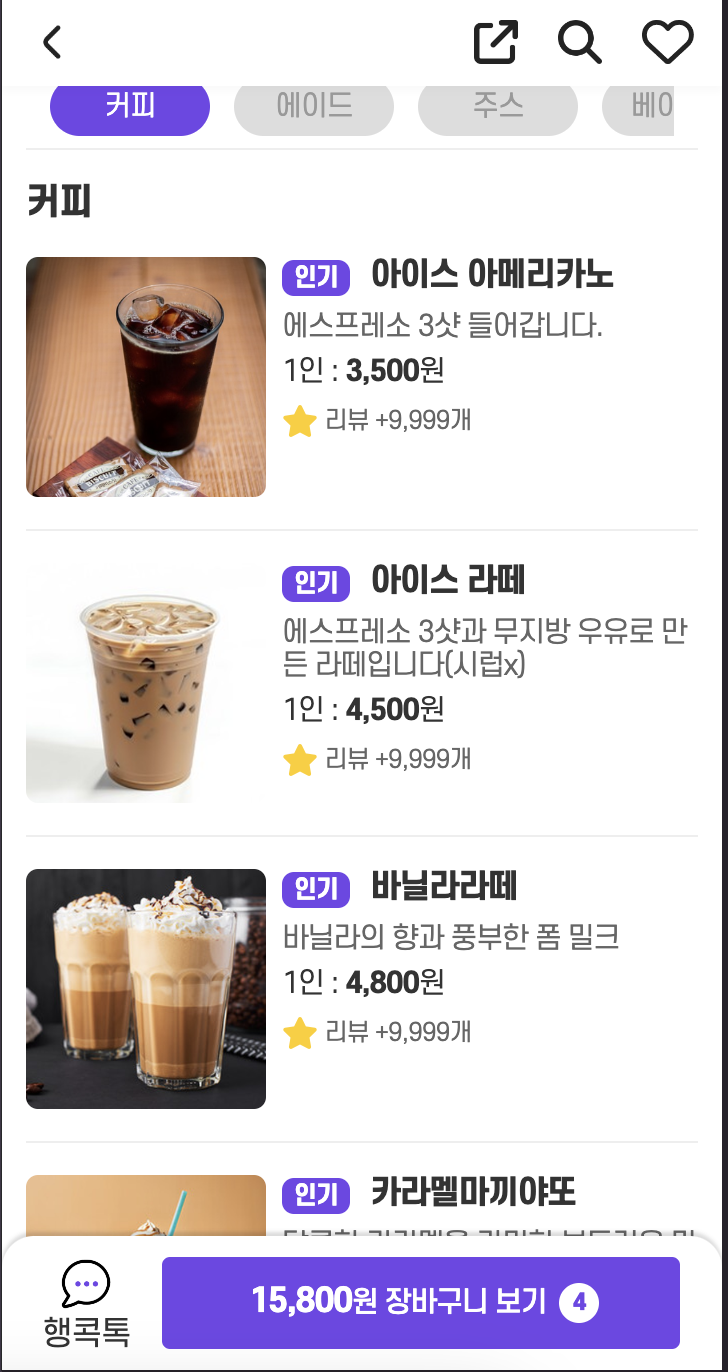 커피
에이드
주스
커피
인기 아이스 아메리카노
에스프레소 3샷 들어갑니다.
1인 : 3,500원
리뷰 +9,999개
인기 아이스 라떼
에스프레소 3샷과 무지방 우유로 만
든 라떼입니다(시럽x)
1인 : 4,500원
리뷰 +9,999개
인기 바닐라라떼
바닐라의 향과 풍부한 폼 밀크
1인 : 4,800원
리뷰 +9,999개
인기 카라멜마끼야또
행콕톡
15,800원 장바구니 보기 4